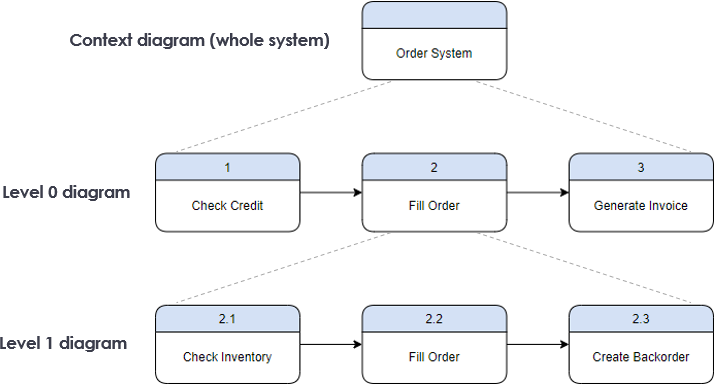 Context diagram (whole system)
Order System
Level 0 diagram
1
Check Credit
2
Fill Order
3
Generate Invoice
Level 1 diagram
2.1
Check Inventory
2.2
Fill Order
2.3
Create Backorder